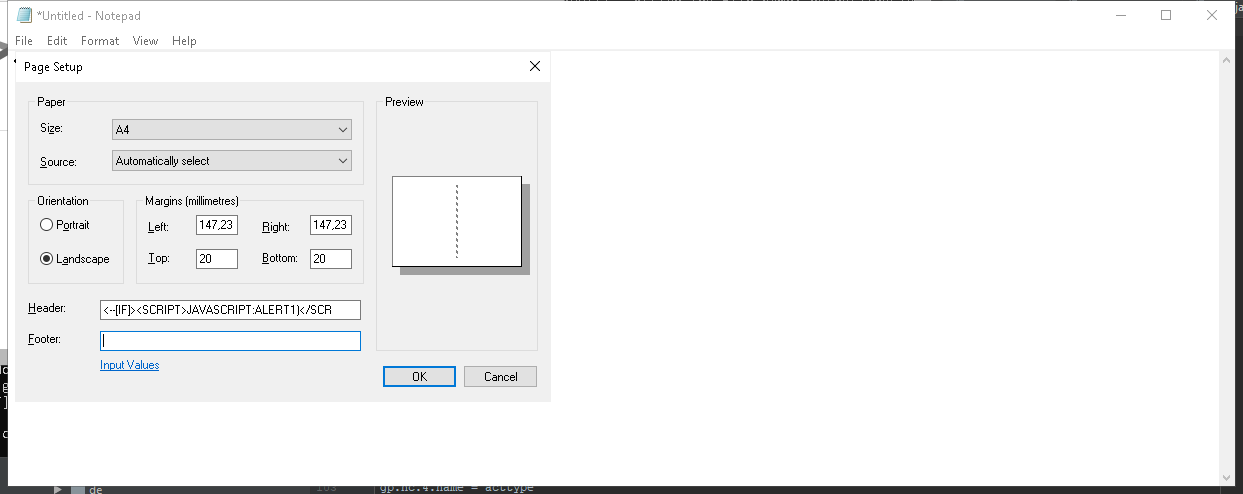 *Untitled - Notepad
File Edit Format View Help
Page Setup
Paper
Size: A4
Source: Automatically select
Orientation
Portrait
Landscape
Margins (millimetres)
Left: 147,23 Right: 147,23
Top: 20 Bottom: 20
Preview
Header: <--[IF]><SCRIPT>JAVASCRIPT:ALERT1)</SCR
Footer:
Input Values
OK Cancel
de
gp.nc.4.name = acttype